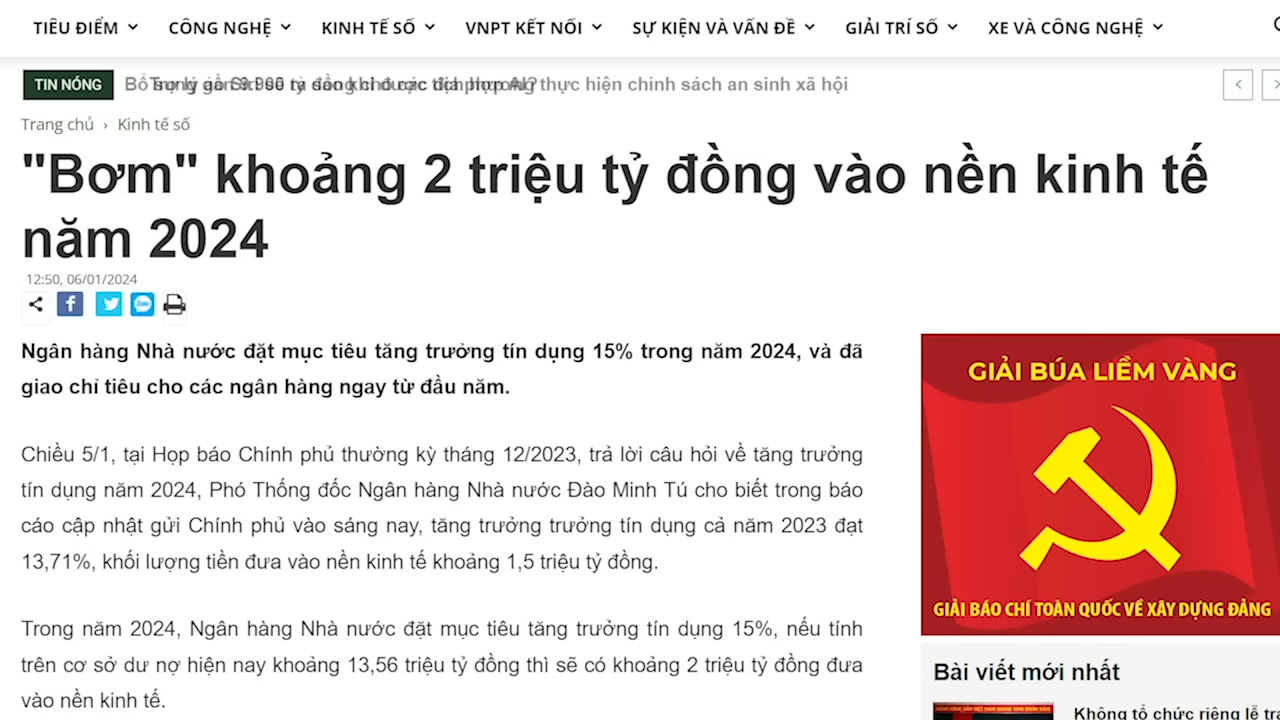 TIÊU ĐIỂM CÔNG NGHỆ KINH TẾ SỐ VNPT KẾT NỐI SỰ KIỆN VÀ VẤN ĐỀ GIẢI TRÍ SỐ XE VÀ CÔNG NGHỆ
TIN NÓNG thực hiện chính sách an sinh xã hội
Trang chủ › Kinh tế số
"Bơm" khoảng 2 triệu tỷ đồng vào nền kinh tế
năm 2024
12:50, 06/01/2024
Ngân hàng Nhà nước đặt mục tiêu tăng trưởng tín dụng 15% trong năm 2024, và đã
giao chỉ tiêu cho các ngân hàng ngay từ đầu năm.
Chiều 5/1, tại Họp báo Chính phủ thường kỳ tháng 12/2023, trả lời câu hỏi về tăng trưởng
tín dụng năm 2024, Phó Thống đốc Ngân hàng Nhà nước Đào Minh Tú cho biết trong báo
cáo cập nhật gửi Chính phủ vào sáng nay, tăng trưởng trưởng tín dụng cả năm 2023 đạt
13,71%, khối lượng tiền đưa vào nền kinh tế khoảng 1,5 triệu tỷ đồng.
Trong năm 2024, Ngân hàng Nhà nước đặt mục tiêu tăng trưởng tín dụng 15%, nếu tính
trên cơ sở dư nợ hiện nay khoảng 13,56 triệu tỷ đồng thì sẽ có khoảng 2 triệu tỷ đồng đưa
vào nền kinh tế.
GIẢI BÚA LIỀM VÀNG
GIẢI BÁO CHÍ TOÀN QUỐC VỀ XÂY DỰNG ĐẢNG
Bài viết mới nhất
Không tổ chức riêng lễ